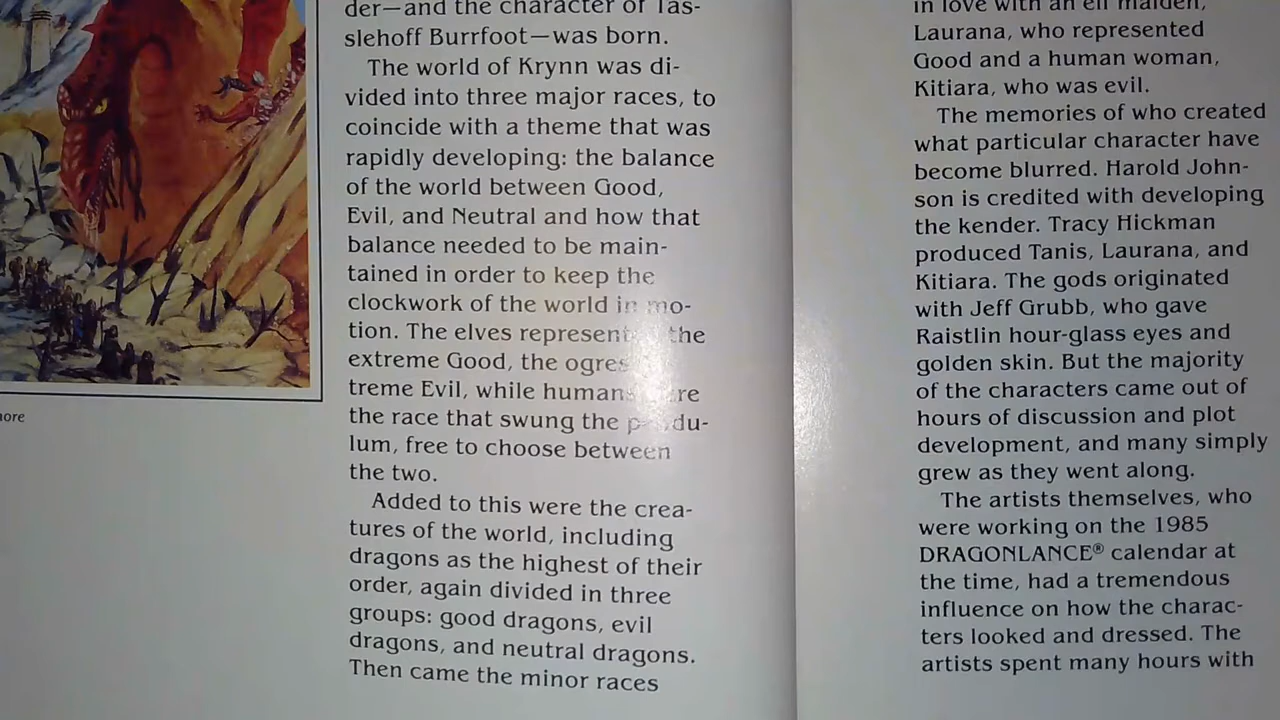 der—and the character of Tas-
slehoff Burrfoot—was born.
The world of Krynn was di-
vided into three major races, to
coincide with a theme that was
rapidly developing: the balance
of the world between Good,
Evil, and Neutral and how that
balance needed to be main-
tained in order to keep the
clockwork of the world in mo-
tion. The elves the
extreme Good, the
treme Evil, while
the race that swung the
lum, free to choose between
the two.
Added to this were the crea-
tures of the world, including
dragons as the highest of their
order, again divided in three
groups: good dragons, evil
dragons, and neutral dragons.
Then came the minor races
in love with an elf maiden,
Laurana, who represented
Good and a human woman,
Kitiara, who was evil.
The memories of who created
what particular character have
become blurred. Harold John-
son is credited with developing
the kender. Tracy Hickman
produced Tanis, Laurana, and
Kitiara. The gods originated
with Jeff Grubb, who gave
Raistlin hour-glass eyes and
golden skin. But the majority
of the characters came out of
hours of discussion and plot
development, and many simply
grew as they went along.
The artists themselves, who
were working on the 1985
DRAGONLANCE® calendar at
the time, had a tremendous
influence on how the charac-
ters looked and dressed. The
artists spent many hours with